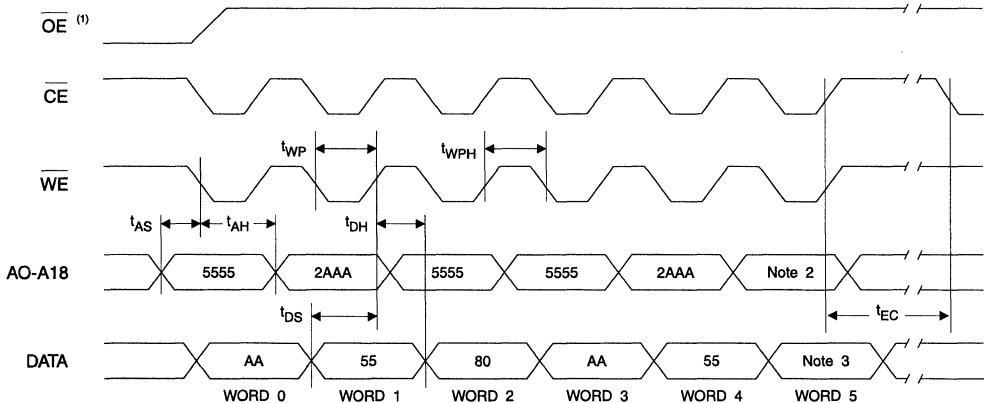 OE (1)
CE
tWP
tWPH
WE
tAS
tAH
tDH
AO-A18
5555
2AAA
5555
5555
2AAA
Note 2
tDS
tEC
DATA
AA
55
80
AA
55
Note 3
WORD 0
WORD 1
WORD 2
WORD 3
WORD 4
WORD 5